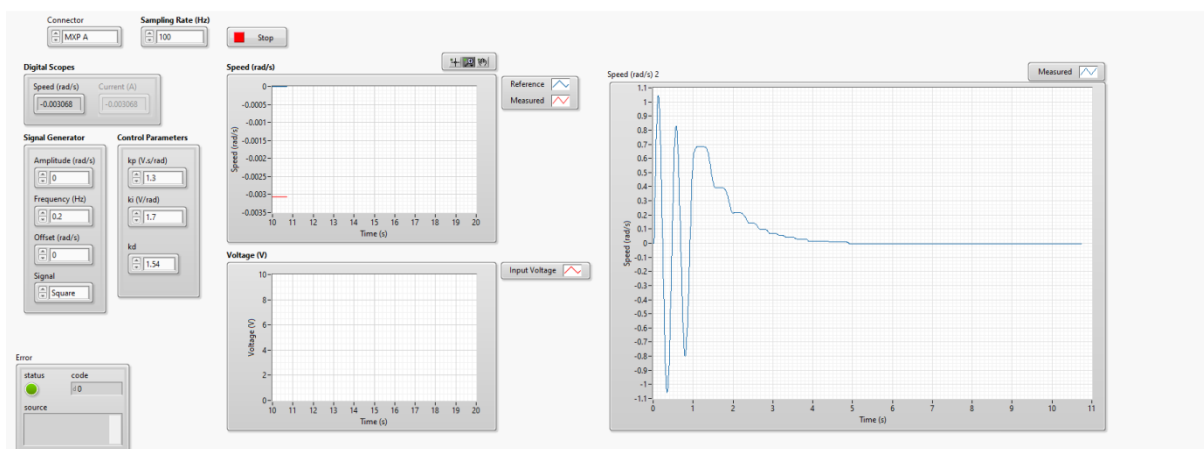 Connector
MXP A
Sampling Rate (Hz)
100
Stop
Digital Scopes
Speed (rad/s)
-0.003068
Current (A)
-0.003068
Signal Generator
Amplitude (rad/s)
0
Frequency (Hz)
0.2
Offset (rad/s)
0
Signal
Square
Control Parameters
kp (V.s/rad)
1.3
ki (V/rad)
1.7
kd
1.54
Error
status
code
d 0
source
Speed (rad/s)
Reference
Measured
Speed (rad/s)
0
-0.0005
-0.001
-0.0015
-0.002
-0.0025
-0.003
-0.0035
10 11 12 13 14 15 16 17 18 19 20
Time (s)
Voltage (V)
Input Voltage
Voltage (V)
10
8
6
4
2
0
10 11 12 13 14 15 16 17 18 19 20
Time (s)
Speed (rad/s) 2
Measured
Speed (rad/s)
1.1
1
0.9
0.8
0.7
0.6
0.5
0.4
0.3
0.2
0.1
0
-0.1
-0.2
-0.3
-0.4
-0.5
-0.6
-0.7
-0.8
-0.9
-1
-1.1
0 1 2 3 4 5 6 7 8 9 10 11
Time (s)